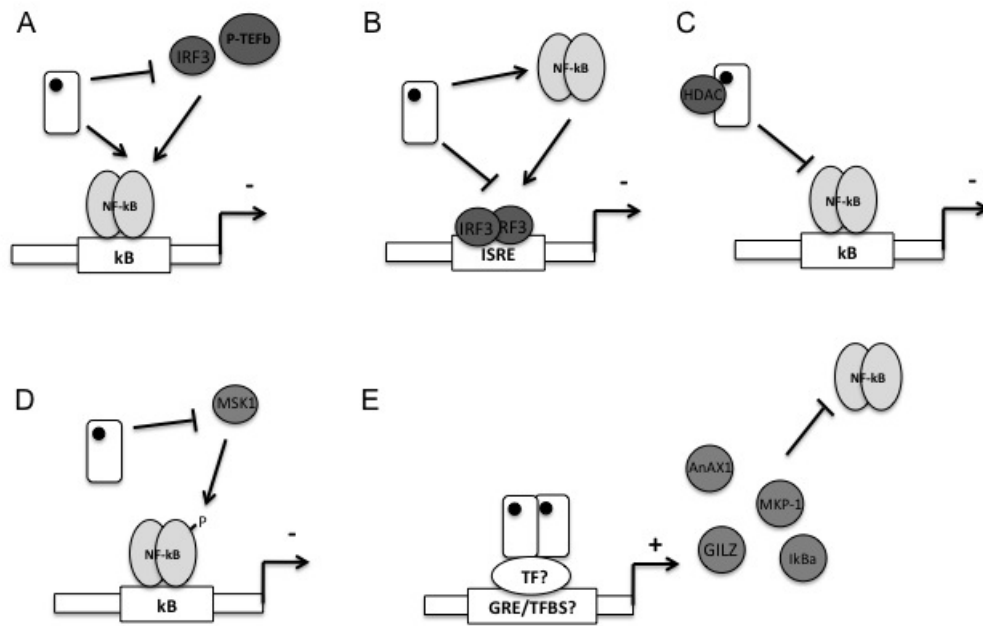 A
IRF3
P-TEFb
NF-kB
-
kB
B
NF-kB
-
IRF3 RF3
ISRE
C
HDAC
NF-kB
-
kB
D
MSK1
P
NF-kB
-
kB
E
NF-kB
AnAX1
MKP-1
GILZ
IkBa
+
TF?
GRE/TFBS?